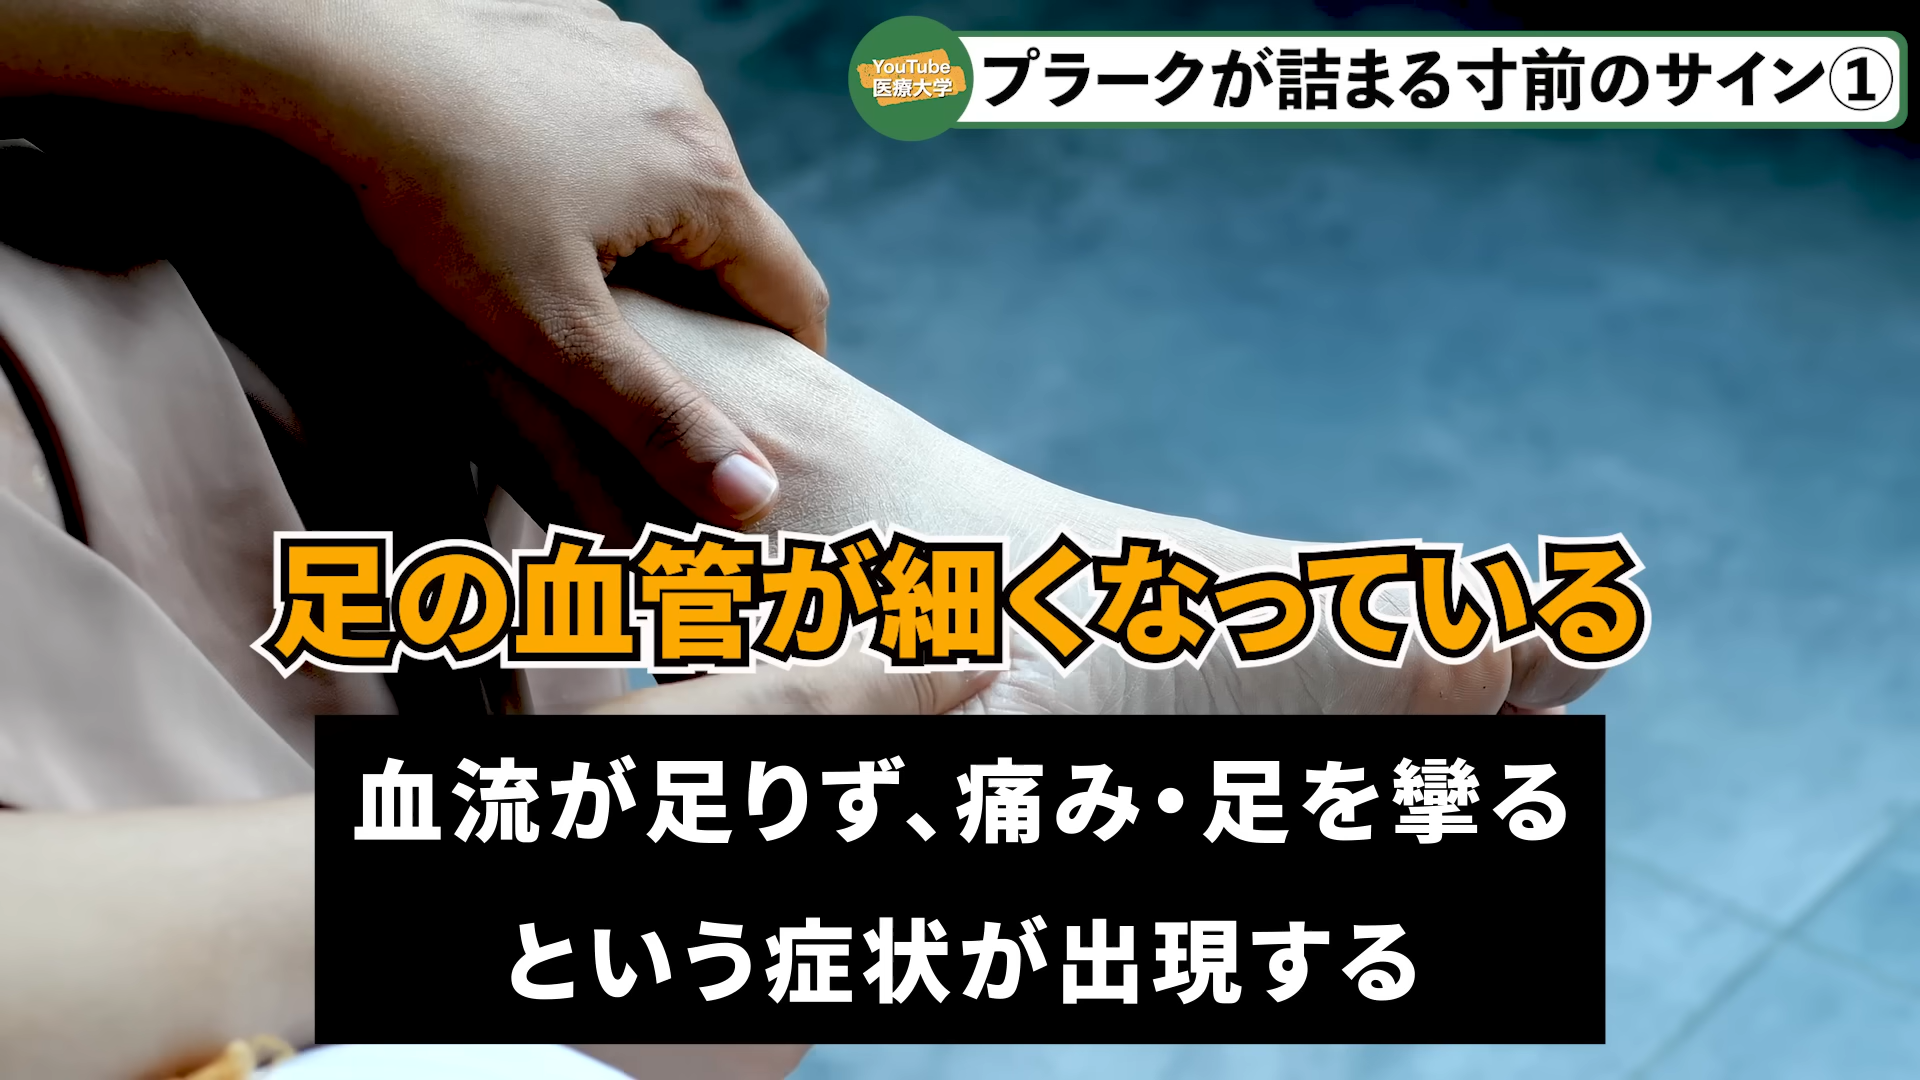 YouTube
医療大学
プラークが詰まる寸前のサイン①
足の血管が細くなっている
血流が足りず、痛み・足を攣る
という症状が出現する